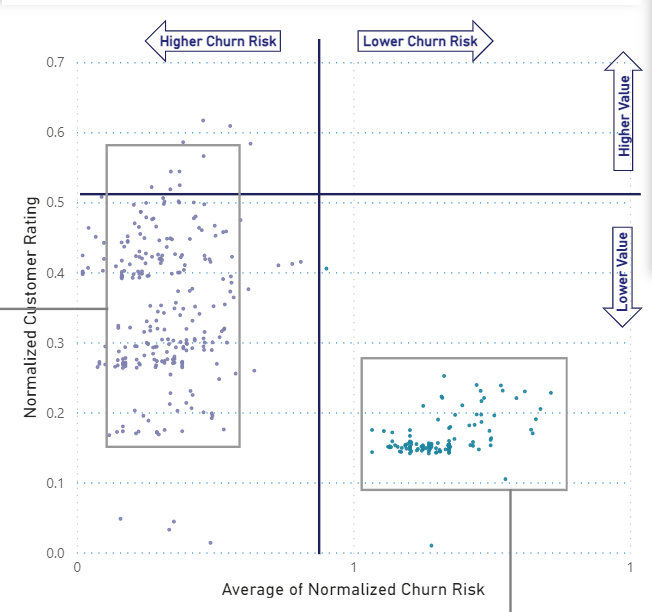 Higher Churn Risk
Lower Churn Risk
Higher Value
Lower Value
Normalized Customer Rating
0.7
0.6
0.5
0.4
0.3
0.2
0.1
0.0
0
1
1
Average of Normalized Churn Risk